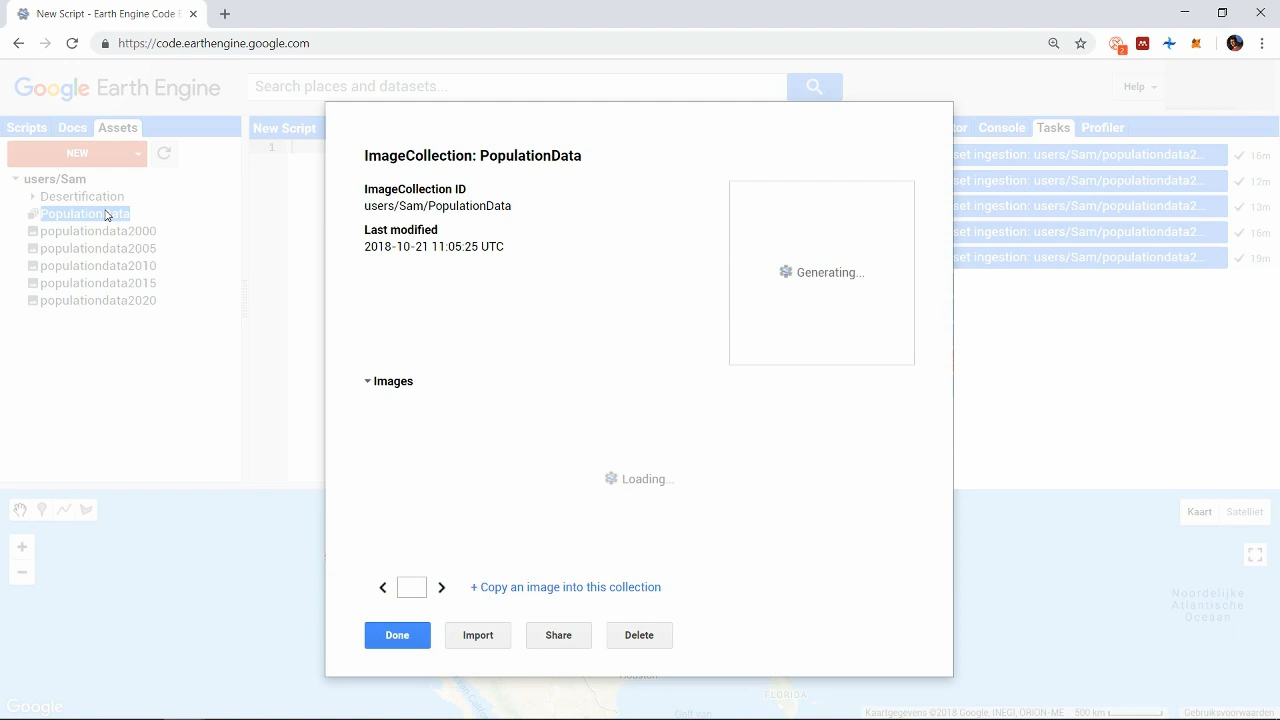 New Script - Earth Engine Code E
https://code.earthengine.google.com
2
Google Earth Engine
Search places and datasets...
Help
Scripts Docs Assets
New Script
tor Console Tasks Profiler
NEW
1
users/Sam
Desertification
PopulationData
populationdata2000
populationdata2005
populationdata2010
populationdata2015
populationdata2020
ImageCollection: PopulationData
ImageCollection ID
users/Sam/PopulationData
Last modified
2018-10-21 11:05:25 UTC
Generating...
Images
Loading...
+ Copy an image into this collection
Done Import Share Delete
set ingestion: users/Sam/populationdata2... 16m
set ingestion: users/Sam/populationdata2... 12m
set ingestion: users/Sam/populationdata2... 13m
set ingestion: users/Sam/populationdata2... 16m
set ingestion: users/Sam/populationdata2... 19m
Kaart Satelliet
Noordelijke
Atlantische
Oceaan
Houston
FLORIDA
Golf van
Google
Kaartgegevens ©2018 Google, INEGI, ORION-ME 500 km Gebruiksvoorwaarden